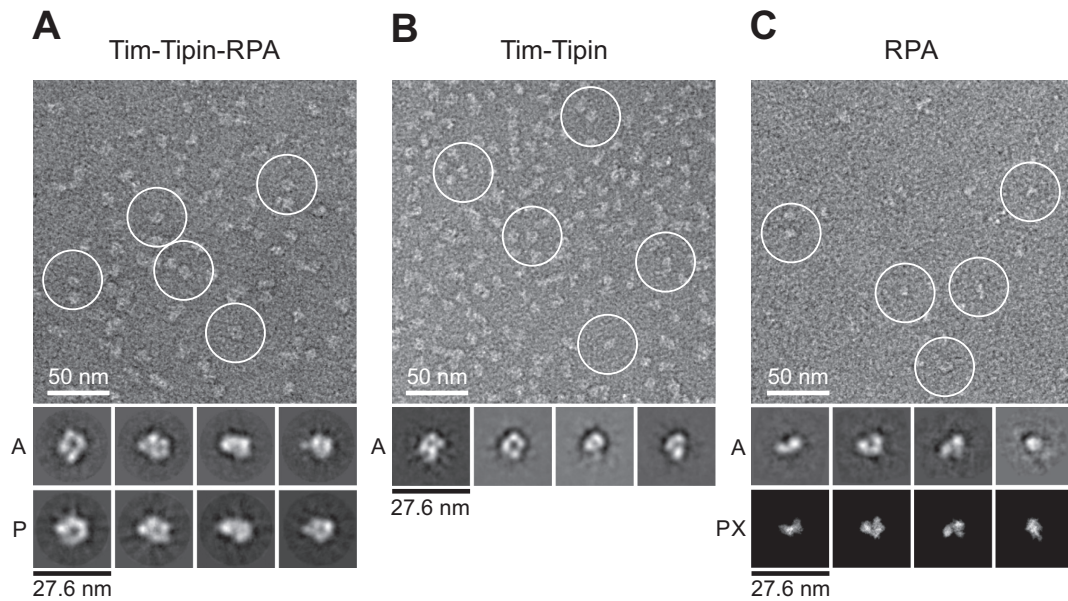 A
Tim-Tipin-RPA
50 nm
A
P
27.6 nm
B
Tim-Tipin
50 nm
A
27.6 nm
C
RPA
50 nm
A
PX
27.6 nm